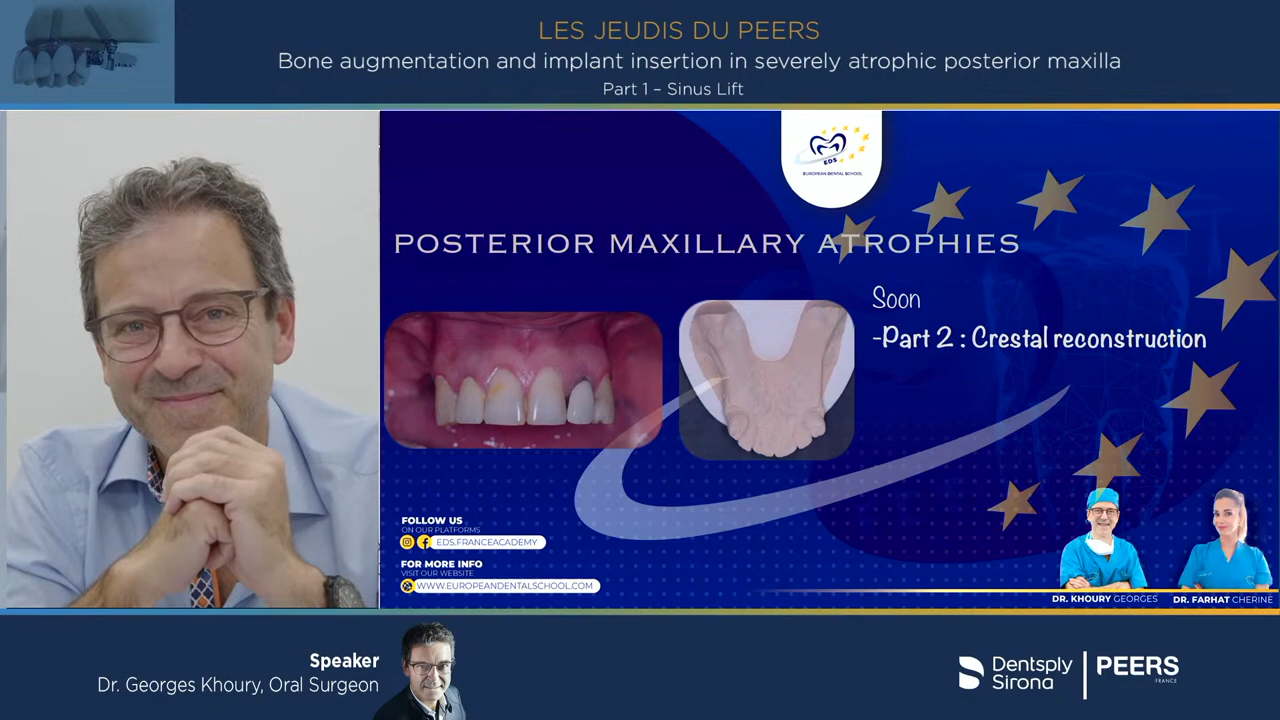 LES JEUDIS DU PEERS
Bone augmentation and implant insertion in severely atrophic posterior maxilla
Part 1 – Sinus Lift
EDS
EUROPEAN DENTAL SCHOOL
POSTERIOR MAXILLARY ATROPHIES
Soon
-Part 2 : Crestal reconstruction
FOLLOW US
ON OUR PLATFORMS
EDS.FRANCEACADEMY
FOR MORE INFO
VISIT OUR WEBSITE
WWW.EUROPEANDENTALSCHOOL.COM
DR. KHOURY GEORGES
DR. FARHAT CHERINE
Speaker
Dr. Georges Khoury, Oral Surgeon
Dentsply
Sirona
PEERS
FRANCE